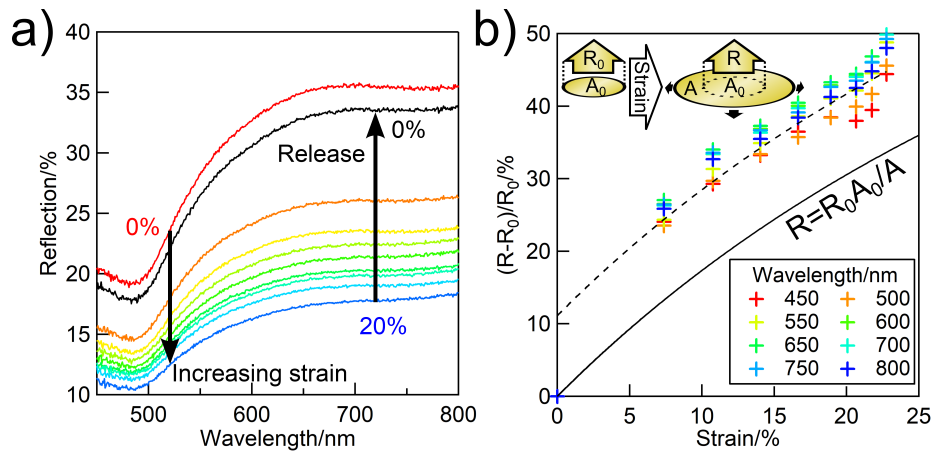 a)
Reflection/%
40
35
30
25
20
15
10
0%
0%
Release
20%
Increasing strain
500
600
700
800
Wavelength/nm
b)
(R-R₀)/R₀/%
50
40
30
20
10
0
R₀
A₀
Strain
R
A
A₀
R=R₀A₀/A
Wavelength/nm
450 500
550 600
650 700
750 800
0 5 10 15 20 25
Strain/%